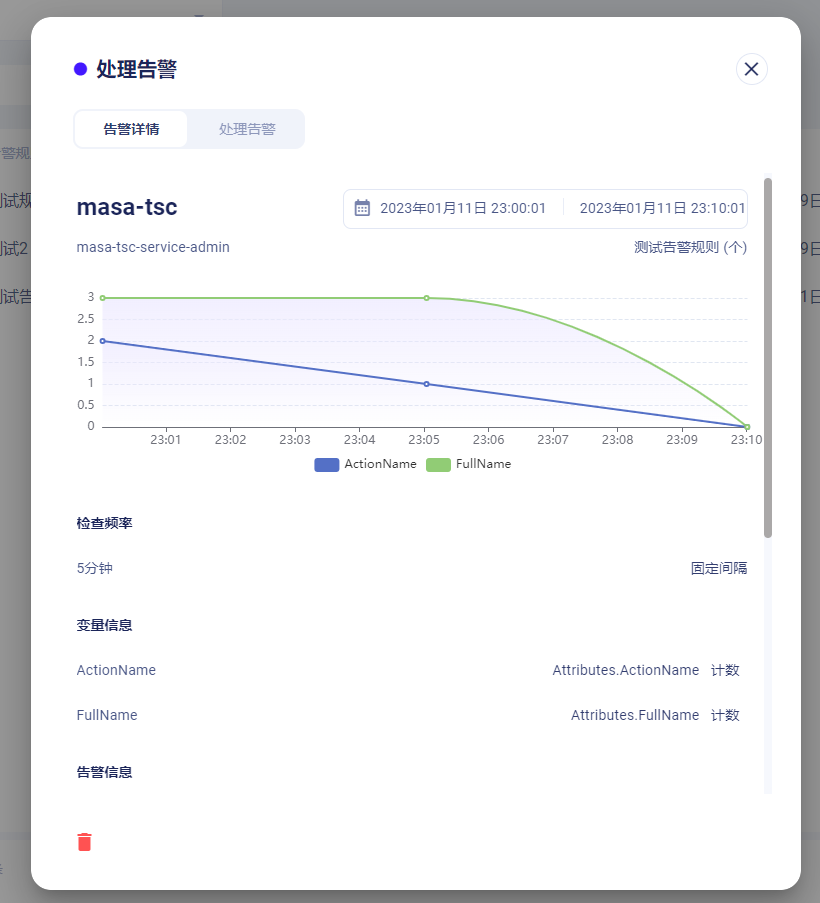 处理告警
告警详情 处理告警
masa-tsc 2023年01月11日 23:00:01 2023年01月11日 23:10:01
masa-tsc-service-admin 测试告警规则 (个)
3
2.5
2
1.5
1
0.5
0
23:01 23:02 23:03 23:04 23:05 23:06 23:07 23:08 23:09 23:10
ActionName FullName
检查频率
5分钟 固定间隔
变量信息
ActionName Attributes.ActionName 计数
FullName Attributes.FullName 计数
告警信息
警规
试规 9日
试2 9日
试告 1日